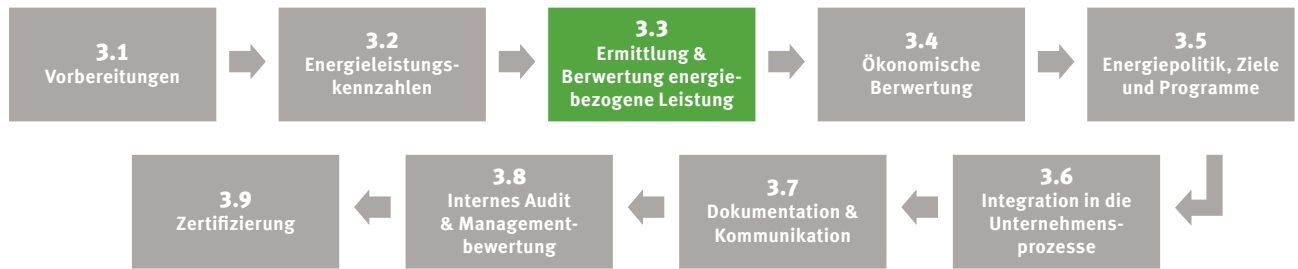 3.1
Vorbereitungen
3.2
Energieleistungs-
kennzahlen
3.3
Ermittlung &
Berwertung energie-
bezogene Leistung
3.4
Ökonomische
Berwertung
3.5
Energiepolitik, Ziele
und Programme
3.6
Integration in die
Unternehmens-
prozesse
3.7
Dokumentation &
Kommunikation
3.8
Internes Audit
& Management-
bewertung
3.9
Zertifizierung